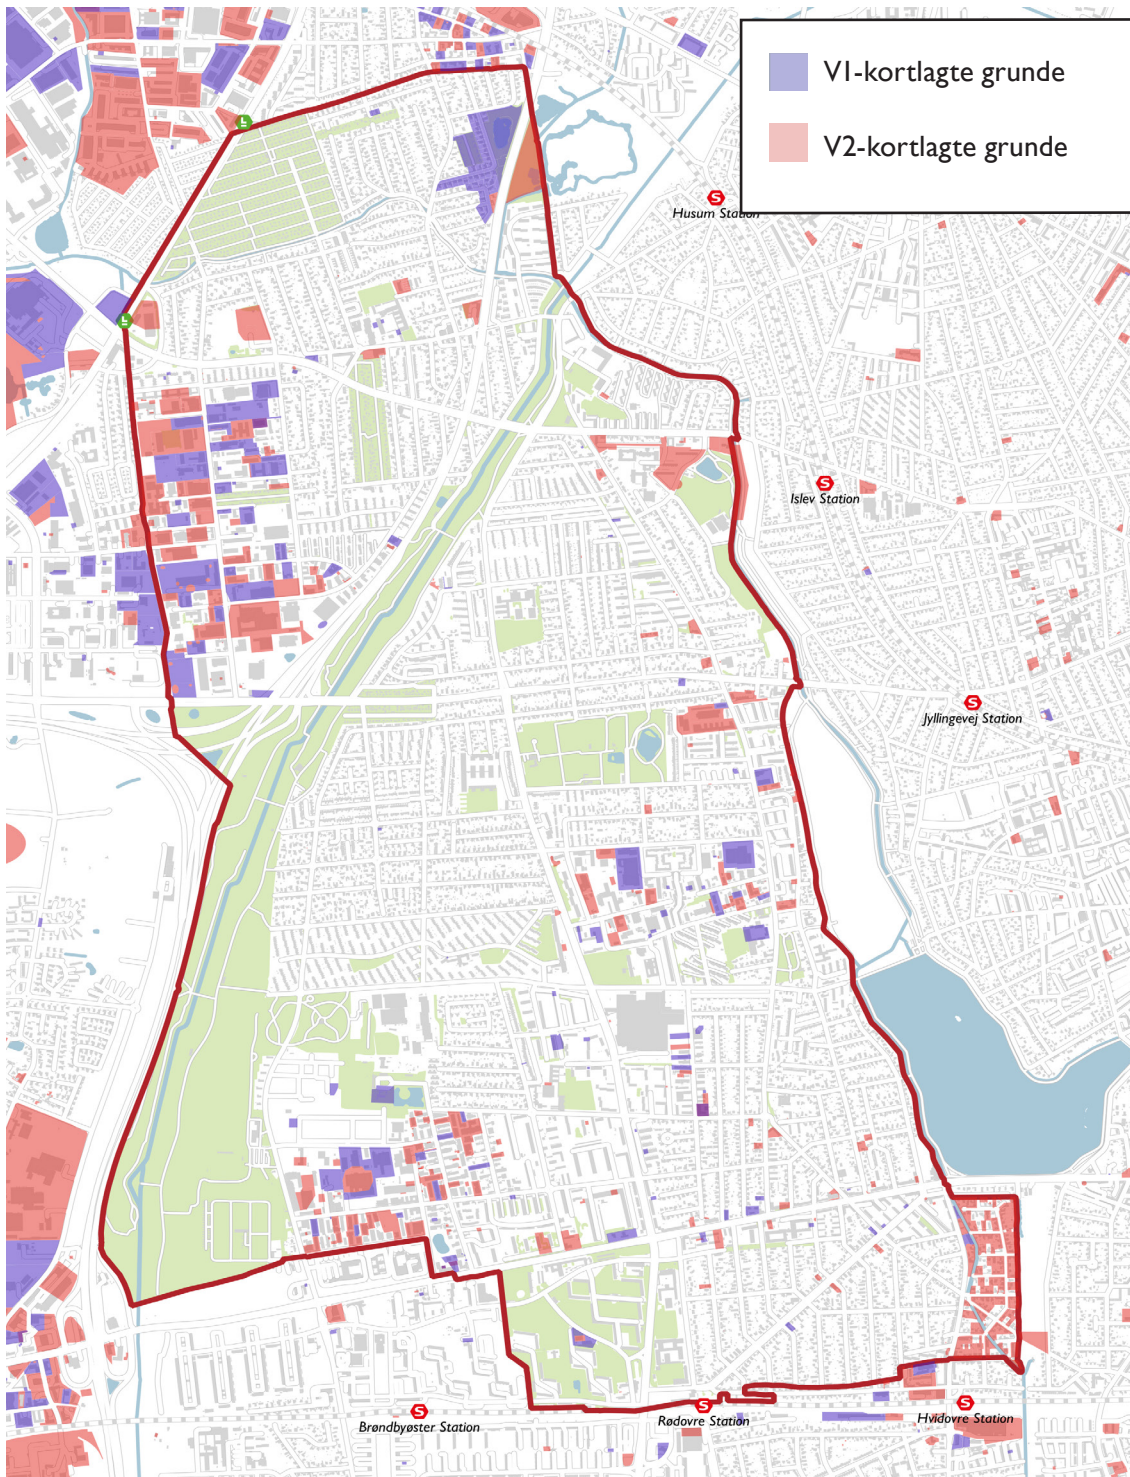 V1-kortlagte grunde
V2-kortlagte grunde
S
Husum Station
S
Islev Station
S
Jyllingevej Station
S
Brøndbyøster Station
S
Rødovre Station
S
Hvidovre Station